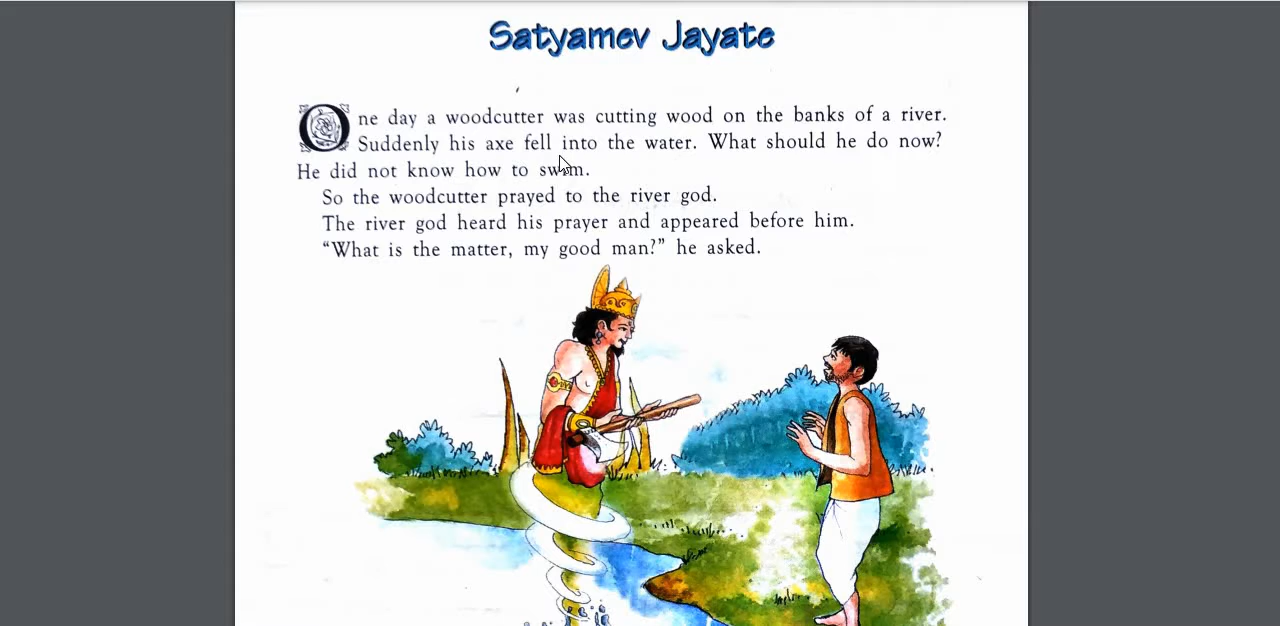 Satyamev Jayate
One day a woodcutter was cutting wood on the banks of a river.
Suddenly his axe fell into the water. What should he do now?
He did not know how to swim.
So the woodcutter prayed to the river god.
The river god heard his prayer and appeared before him.
“What is the matter, my good man?” he asked.